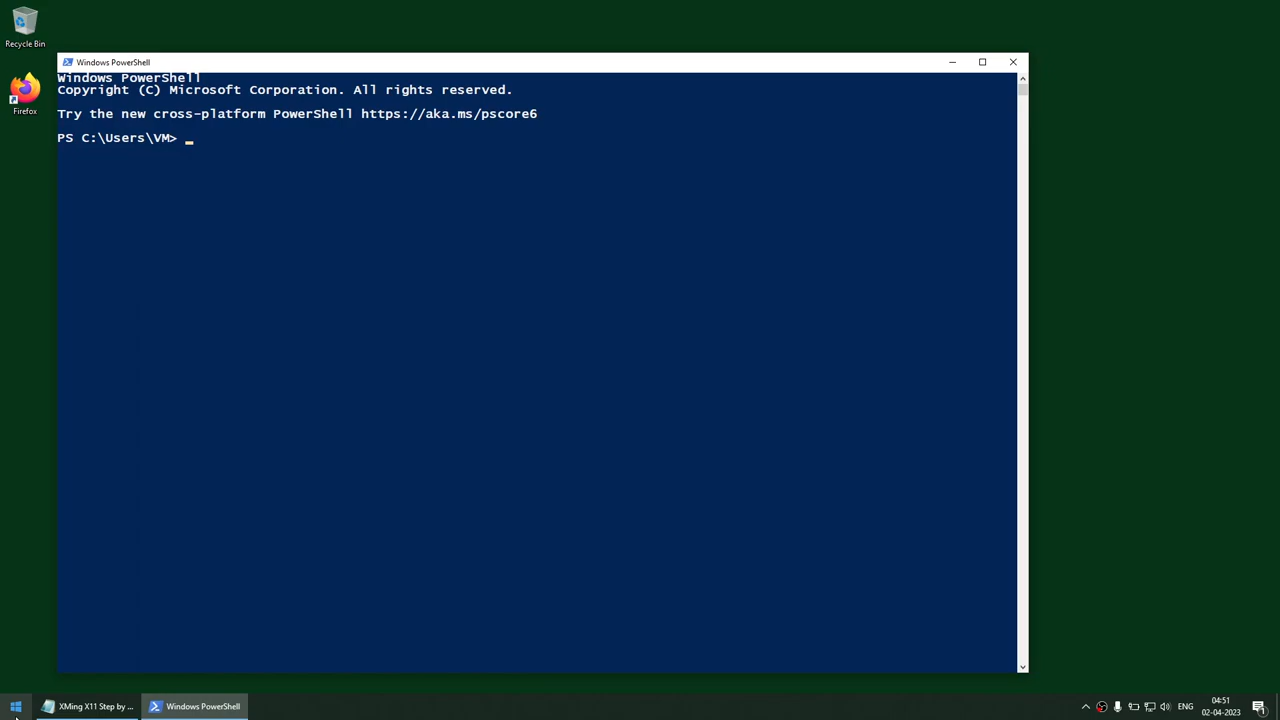 Recycle Bin
Firefox
Windows PowerShell
Windows PowerShell
Copyright (C) Microsoft Corporation. All rights reserved.
Try the new cross-platform PowerShell https://aka.ms/pscore6
PS C:\Users\VM>
XMing X11 Step by ...
Windows PowerShell
ENG
04:51
02-04-2023
1